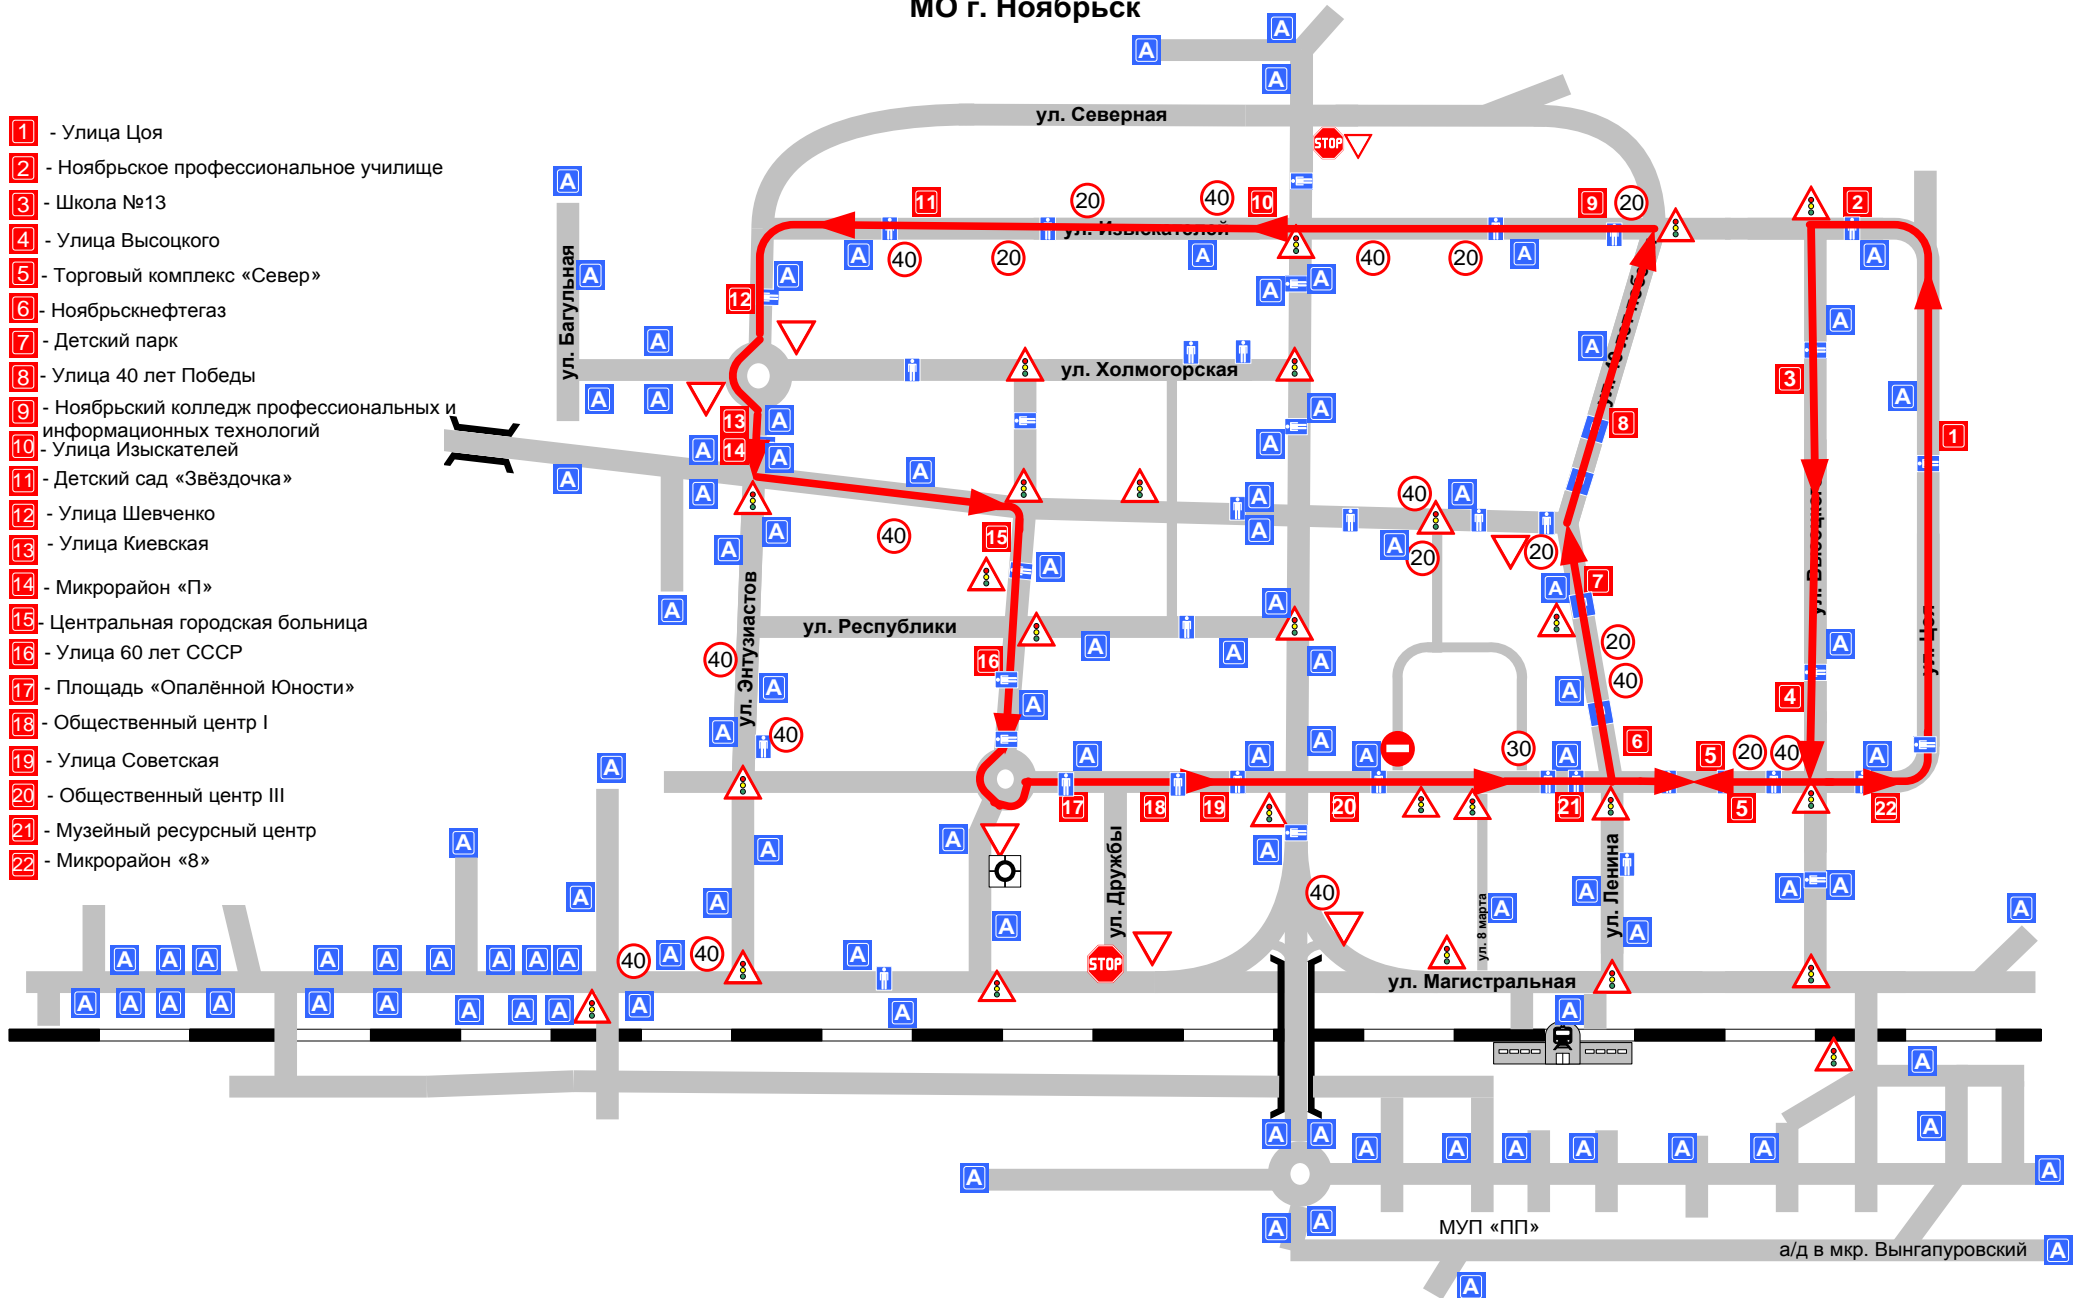 МО г. Ноябрьск
1 - Улица Цоя
2 - Ноябрьское профессиональное училище
3 - Школа №13
4 - Улица Высоцкого
5 - Торговый комплекс «Север»
6 - Ноябрьскнефтегаз
7 - Детский парк
8 - Улица 40 лет Победы
9 - Ноябрьский колледж профессиональных и
информационных технологий
10 - Улица Изыскателей
11 - Детский сад «Звёздочка»
12 - Улица Шевченко
13 - Улица Киевская
14 - Микрорайон «П»
15 - Центральная городская больница
16 - Улица 60 лет СССР
17 - Площадь «Опалённой Юности»
18 - Общественный центр I
19 - Улица Советская
20 - Общественный центр III
21 - Музейный ресурсный центр
22 - Микрорайон «8»
ул. Северная
STOP
ул. Изыскателей
ул. Багульная
ул. Холмогорская
ул. Энтузиастов
ул. Республики
ул. Цоя
ул. Дружбы
STOP
ул. 8 марта
ул. Ленина
ул. Магистральная
МУП «ПП»
а/д в мкр. Вынгапуровский